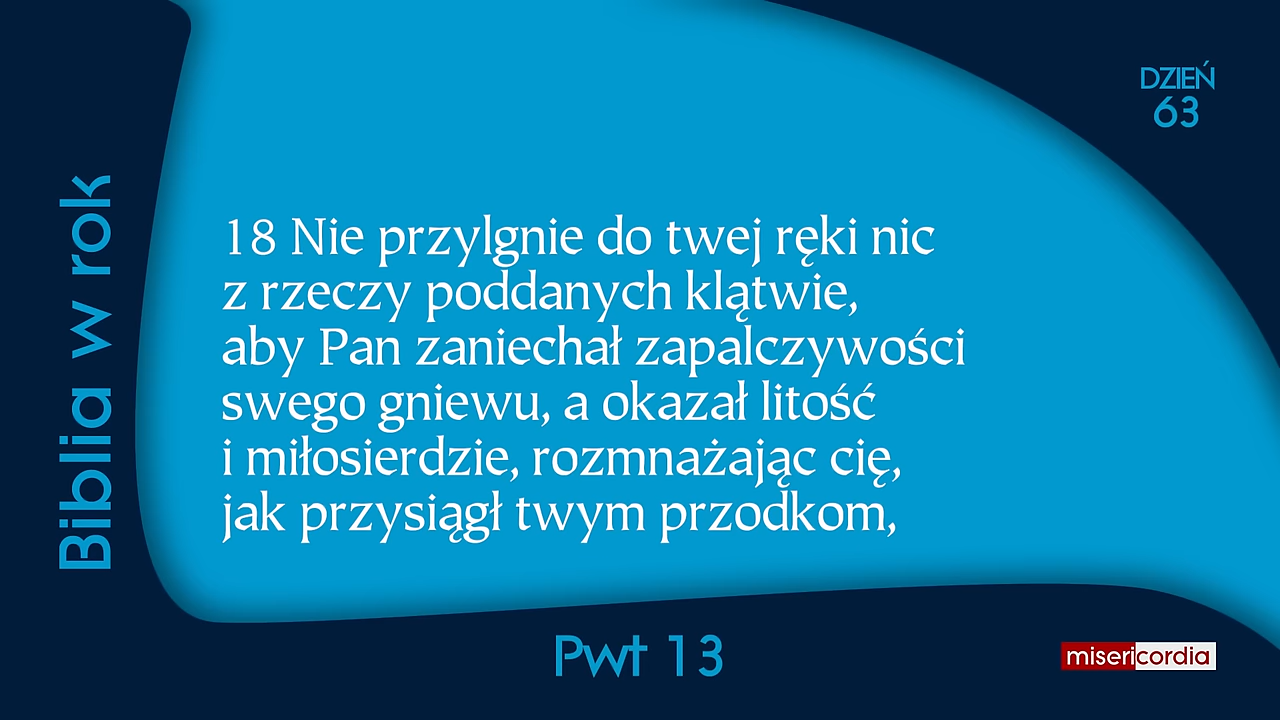 DZIEŃ
63
Biblia w rok
18 Nie przylgnie do twej ręki nic
z rzeczy poddanych klątwie,
aby Pan zaniechał zapalczywości
swego gniewu, a okazał litość
i miłosierdzie, rozmnażając cię,
jak przysiągł twym przodkom,
Pwt 13
misericordia